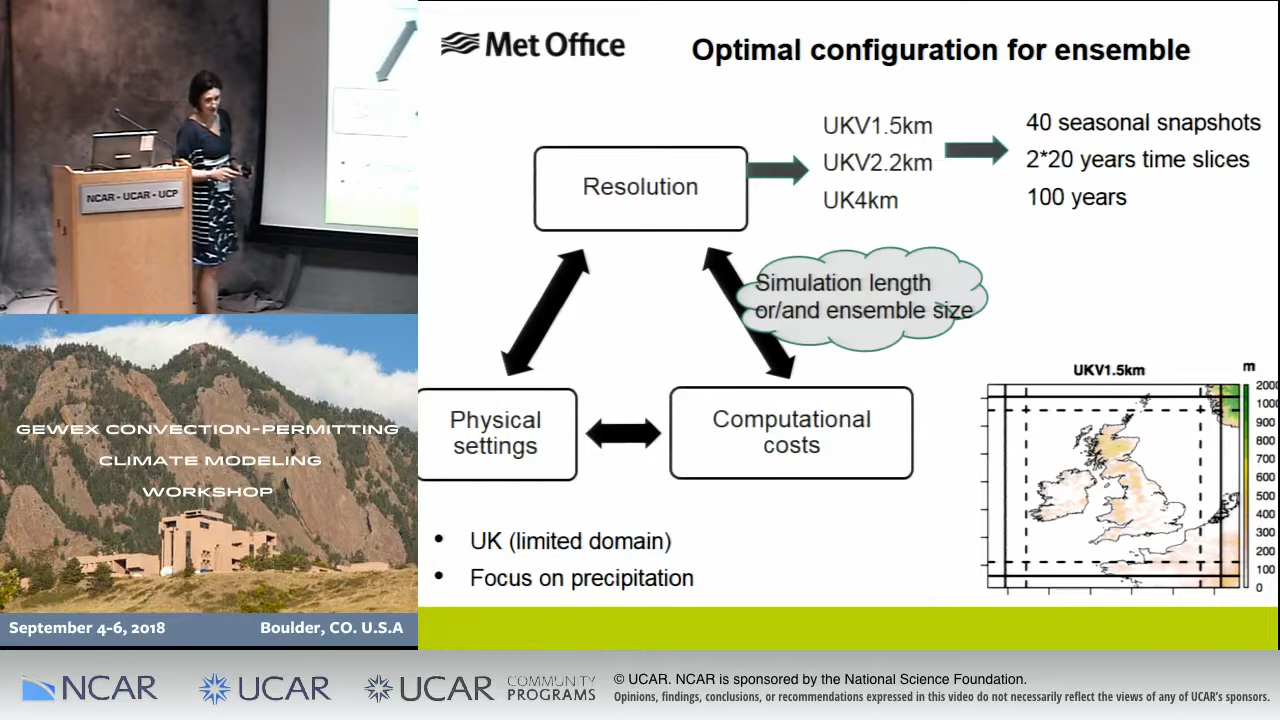 NCAR - UCAR - UCP
GEWEX CONVECTION-PERMITTING
CLIMATE MODELING
WORKSHOP
September 4-6, 2018
Boulder, CO. U.S.A
Met Office
Optimal configuration for ensemble
Resolution
UKV1.5km
UKV2.2km
UK4km
40 seasonal snapshots
2*20 years time slices
100 years
Simulation length
or/and ensemble size
Physical
settings
Computational
costs
UK (limited domain)
Focus on precipitation
UKV1.5km
m
2000
1000
900
800
700
600
500
400
300
200
100
0
NCAR
UCAR
UCAR
COMMUNITY
PROGRAMS
© UCAR. NCAR is sponsored by the National Science Foundation.
Opinions, findings, conclusions, or recommendations expressed in this video do not necessarily reflect the views of any of UCAR's sponsors.